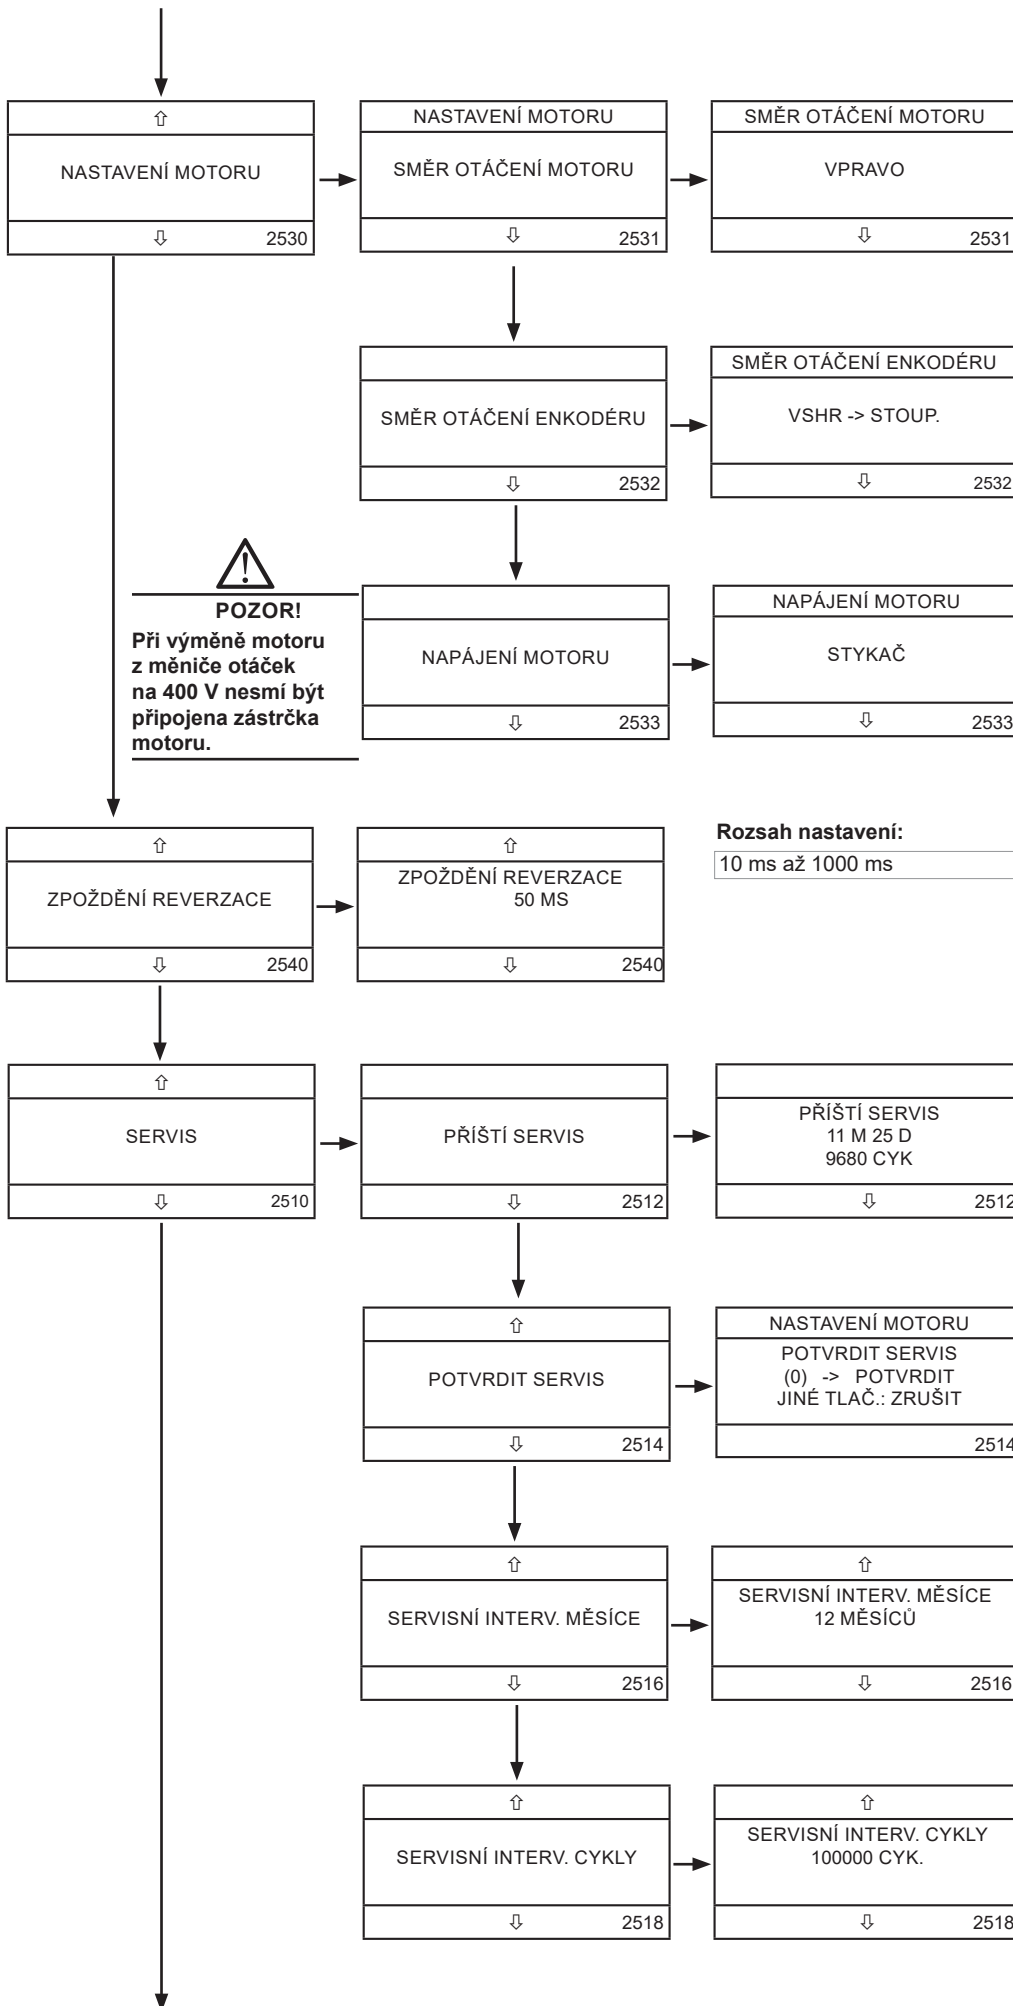 ⇧
NASTAVENÍ MOTORU
⇩ 2530
NASTAVENÍ MOTORU
SMĚR OTÁČENÍ MOTORU
⇩ 2531
SMĚR OTÁČENÍ MOTORU
VPRAVO
⇩ 2531
SMĚR OTÁČENÍ ENKODÉRU
⇩ 2532
SMĚR OTÁČENÍ ENKODÉRU
VSHR -> STOUP.
⇩ 2532
POZOR!
Při výměně motoru
z měniče otáček
na 400 V nesmí být
připojena zástrčka
motoru.
NAPÁJENÍ MOTORU
⇩ 2533
NAPÁJENÍ MOTORU
STYKAČ
⇩ 2533
⇧
ZPOŽDĚNÍ REVERZACE
⇩ 2540
⇧
ZPOŽDĚNÍ REVERZACE
50 MS
⇩ 2540
Rozsah nastavení:
10 ms až 1000 ms
⇧
SERVIS
⇩ 2510
PŘÍŠTÍ SERVIS
⇩ 2512
PŘÍŠTÍ SERVIS
11 M 25 D
9680 CYK
⇩ 2512
⇧
POTVRDIT SERVIS
⇩ 2514
NASTAVENÍ MOTORU
POTVRDIT SERVIS
(0) -> POTVRDIT
JINÉ TLAČ.: ZRUŠIT
2514
⇧
SERVISNÍ INTERV. MĚSÍCE
⇩ 2516
⇧
SERVISNÍ INTERV. MĚSÍCE
12 MĚSÍCŮ
⇩ 2516
⇧
SERVISNÍ INTERV. CYKLY
⇩ 2518
⇧
SERVISNÍ INTERV. CYKLY
100000 CYK.
⇩ 2518